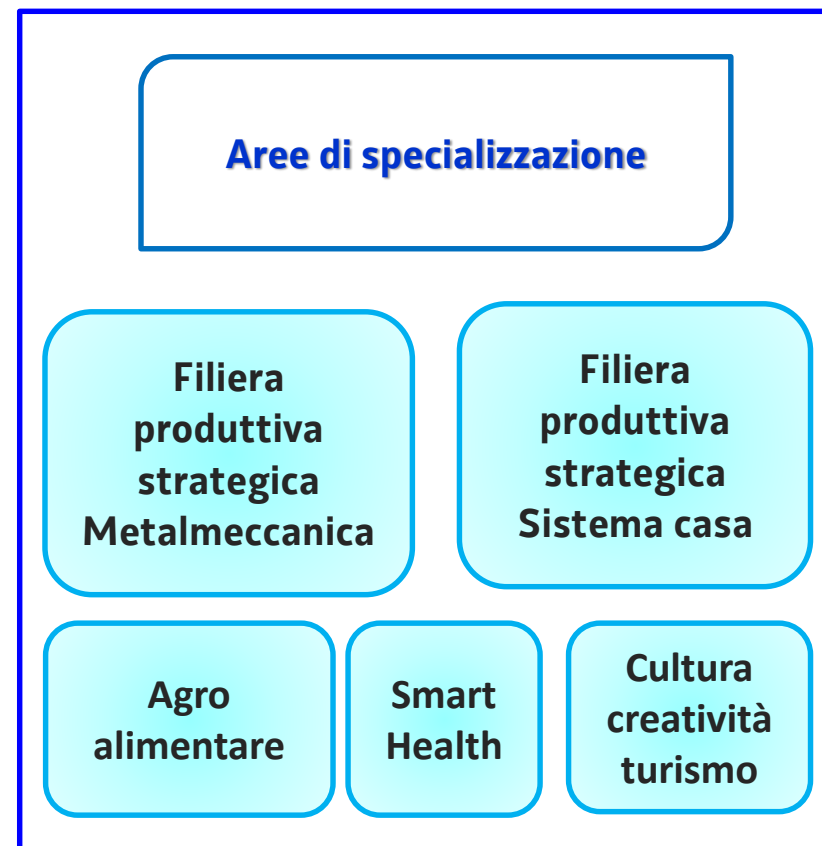 Aree di specializzazione
Filiera
produttiva
strategica
Metalmeccanica
Filiera
produttiva
strategica
Sistema casa
Agro
alimentare
Smart
Health
Cultura
creatività
turismo